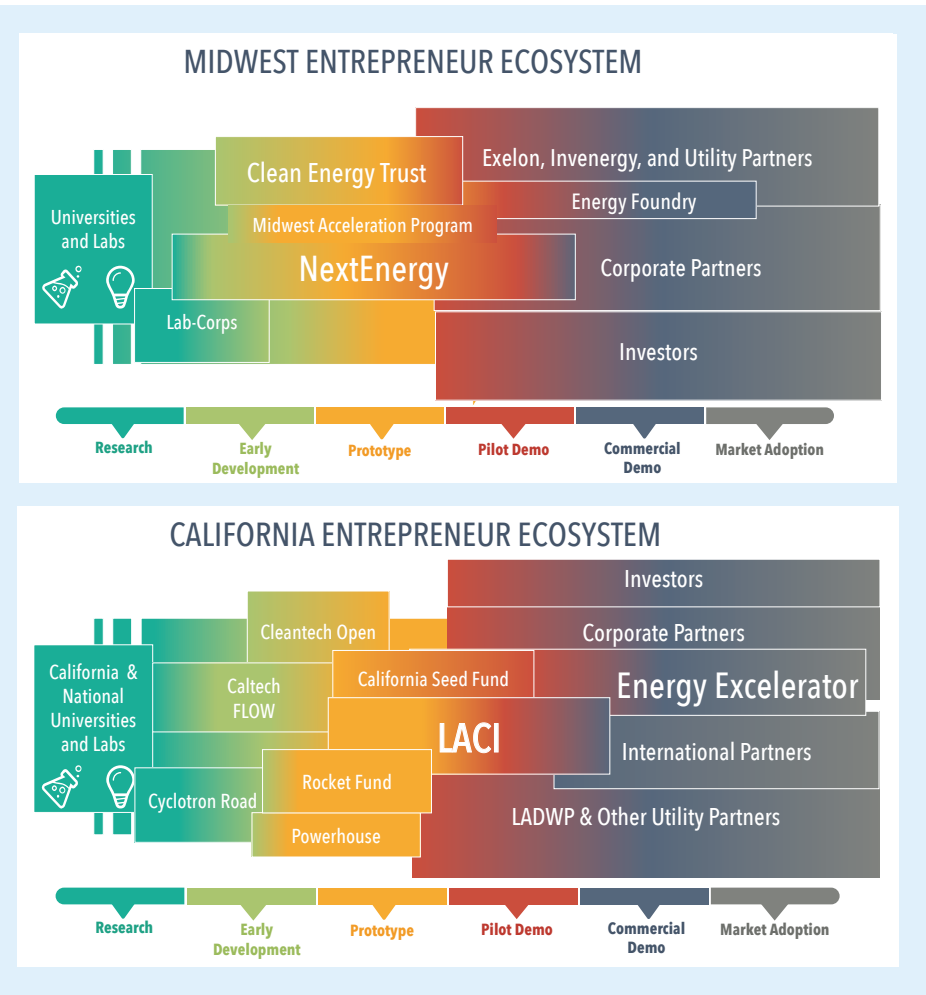 MIDWEST ENTREPRENEUR ECOSYSTEM
Exelon, Invenergy, and Utility Partners
Clean Energy Trust
Energy Foundry
Universities
and Labs
Midwest Acceleration Program
NextEnergy
Corporate Partners
Lab-Corps
Investors
Research
Early
Development
Prototype
Pilot Demo
Commercial
Demo
Market Adoption
CALIFORNIA ENTREPRENEUR ECOSYSTEM
Investors
Cleantech Open
Corporate Partners
California &
National
Universities
and Labs
Caltech
FLOW
California Seed Fund
Energy Excelerator
LACI
International Partners
Rocket Fund
Cyclotron Road
LADWP & Other Utility Partners
Powerhouse
Research
Early
Development
Prototype
Pilot Demo
Commercial
Demo
Market Adoption